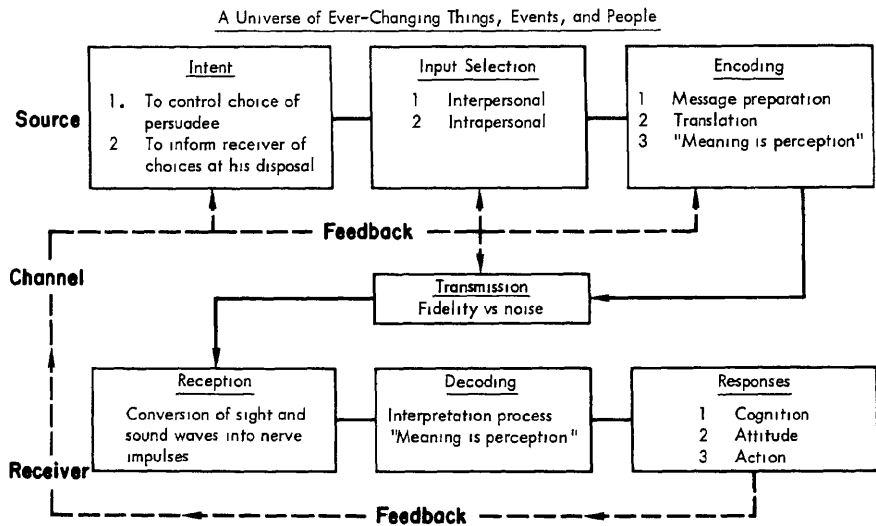 A Universe of Ever-Changing Things, Events, and People
Source
Intent
1. To control choice of
persuadee
2 To inform receiver of
choices at his disposal
Input Selection
1 Interpersonal
2 Intrapersonal
Encoding
1 Message preparation
2 Translation
3 "Meaning is perception"
Feedback
Channel
Transmission
Fidelity vs noise
Receiver
Reception
Conversion of sight and
sound waves into nerve
impulses
Decoding
Interpretation process
"Meaning is perception"
Responses
1 Cognition
2 Attitude
3 Action
Feedback